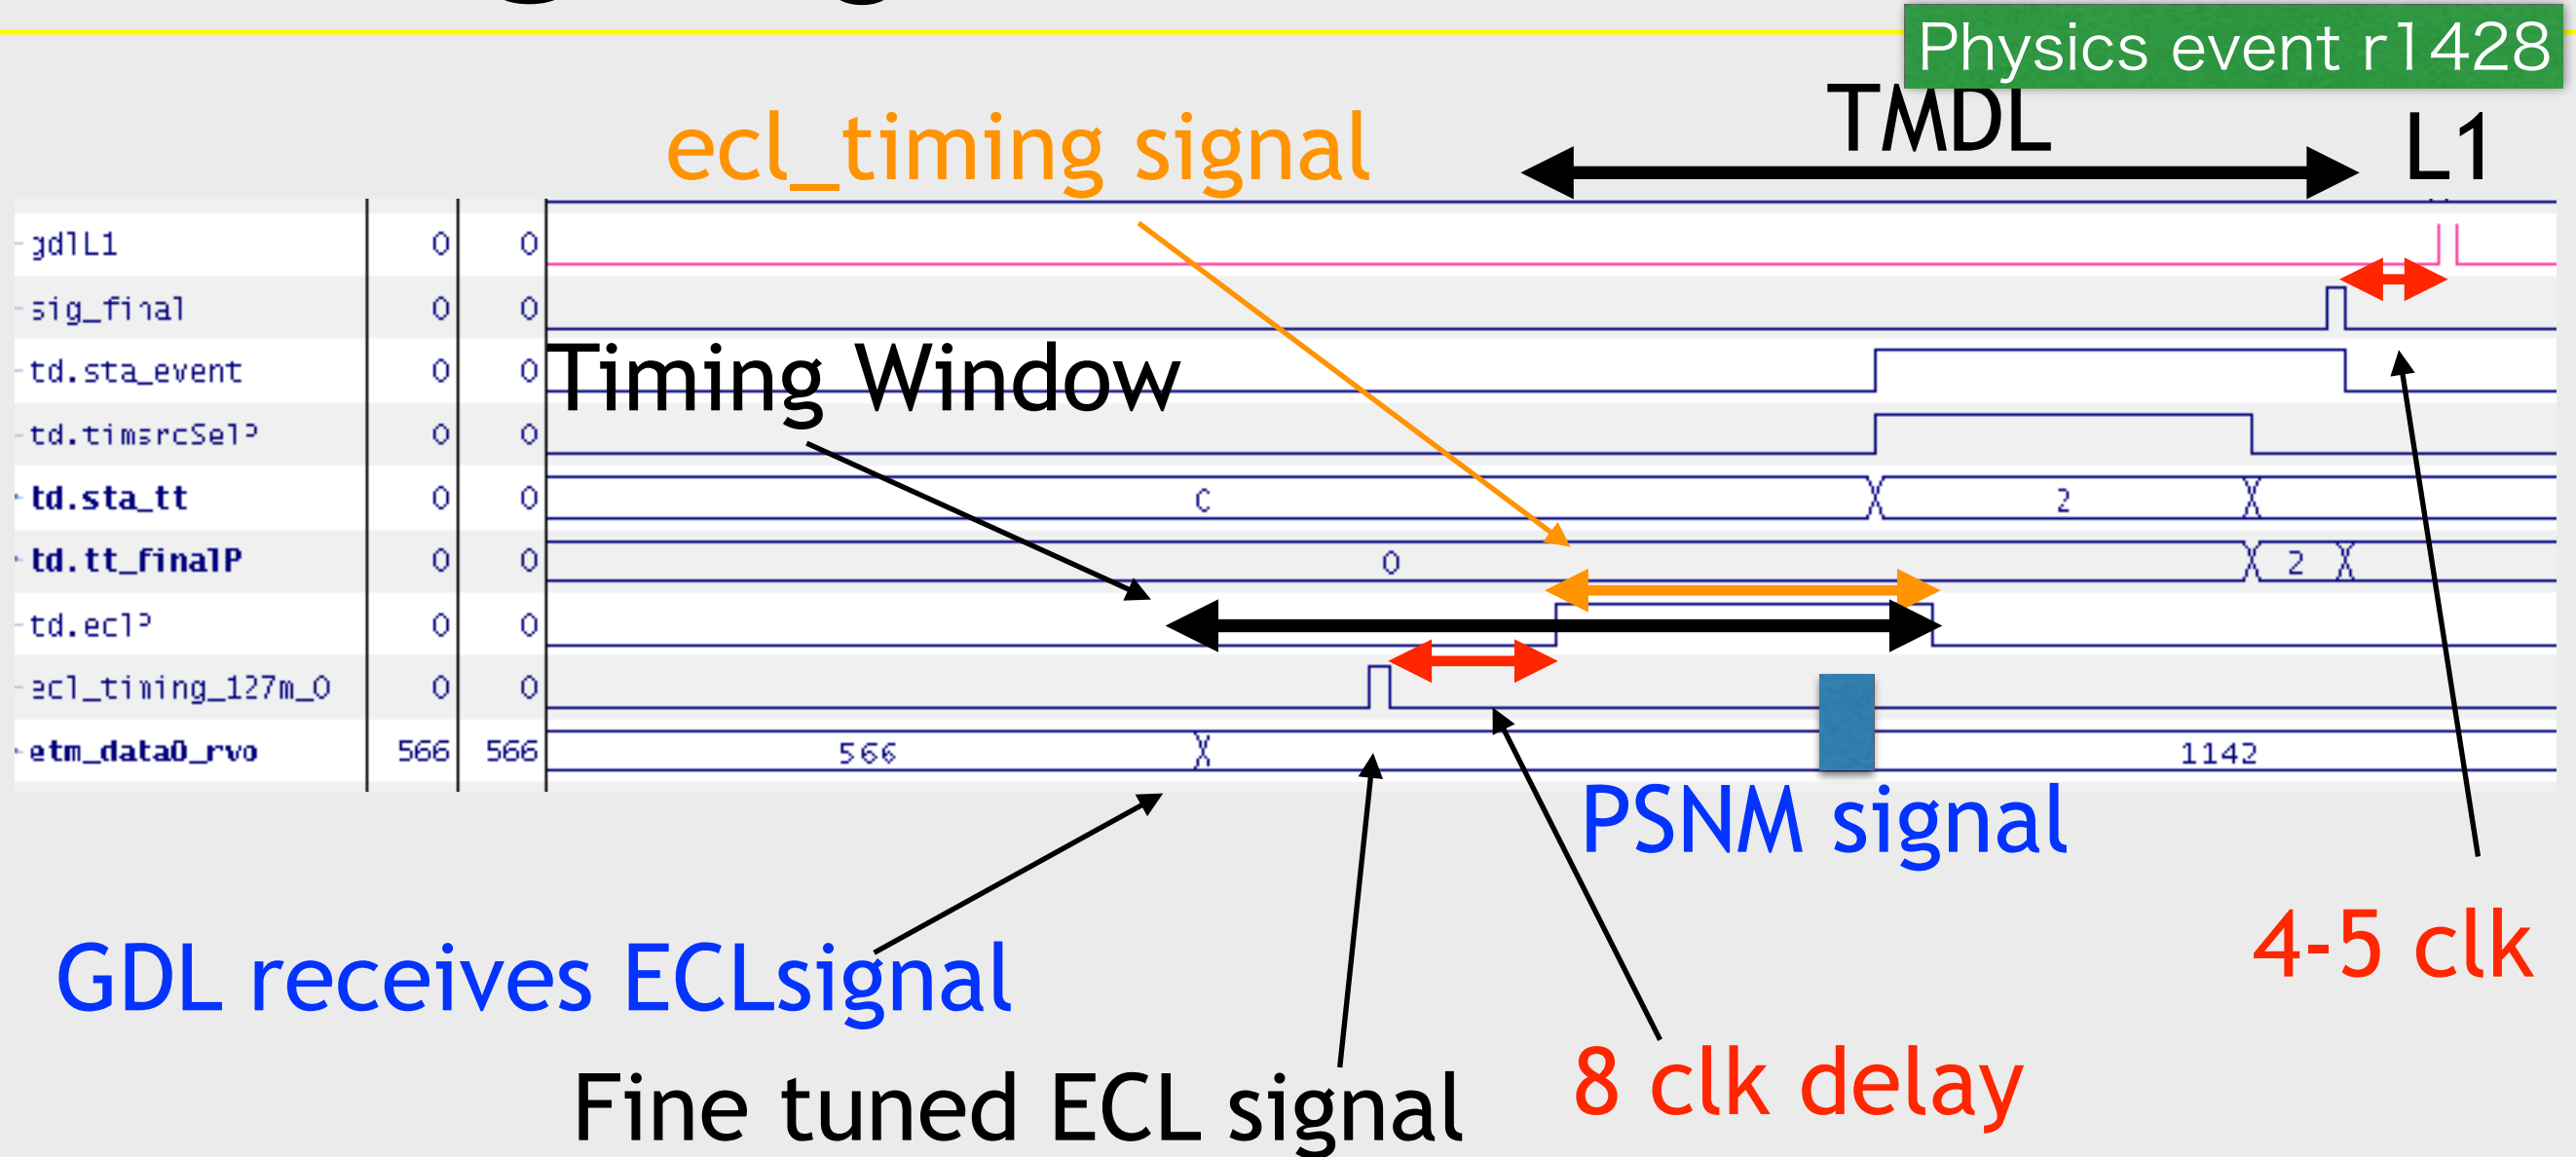 Physics event r1428
ecl_timing signal
TMDL
L1
gdlL1 0 0
sig_final 0 0
td.sta_event 0 0
Timing Window
td.timsrcSelP 0 0
td.sta_tt 0 0 C 2
td.tt_finalP 0 0 0 2
td.eclP 0 0
ecl_timing_127m_0 0 0
etm_data0_rvo 566 566 566 1142
PSNM signal
GDL receives ECLsignal
4-5 clk
8 clk delay
Fine tuned ECL signal